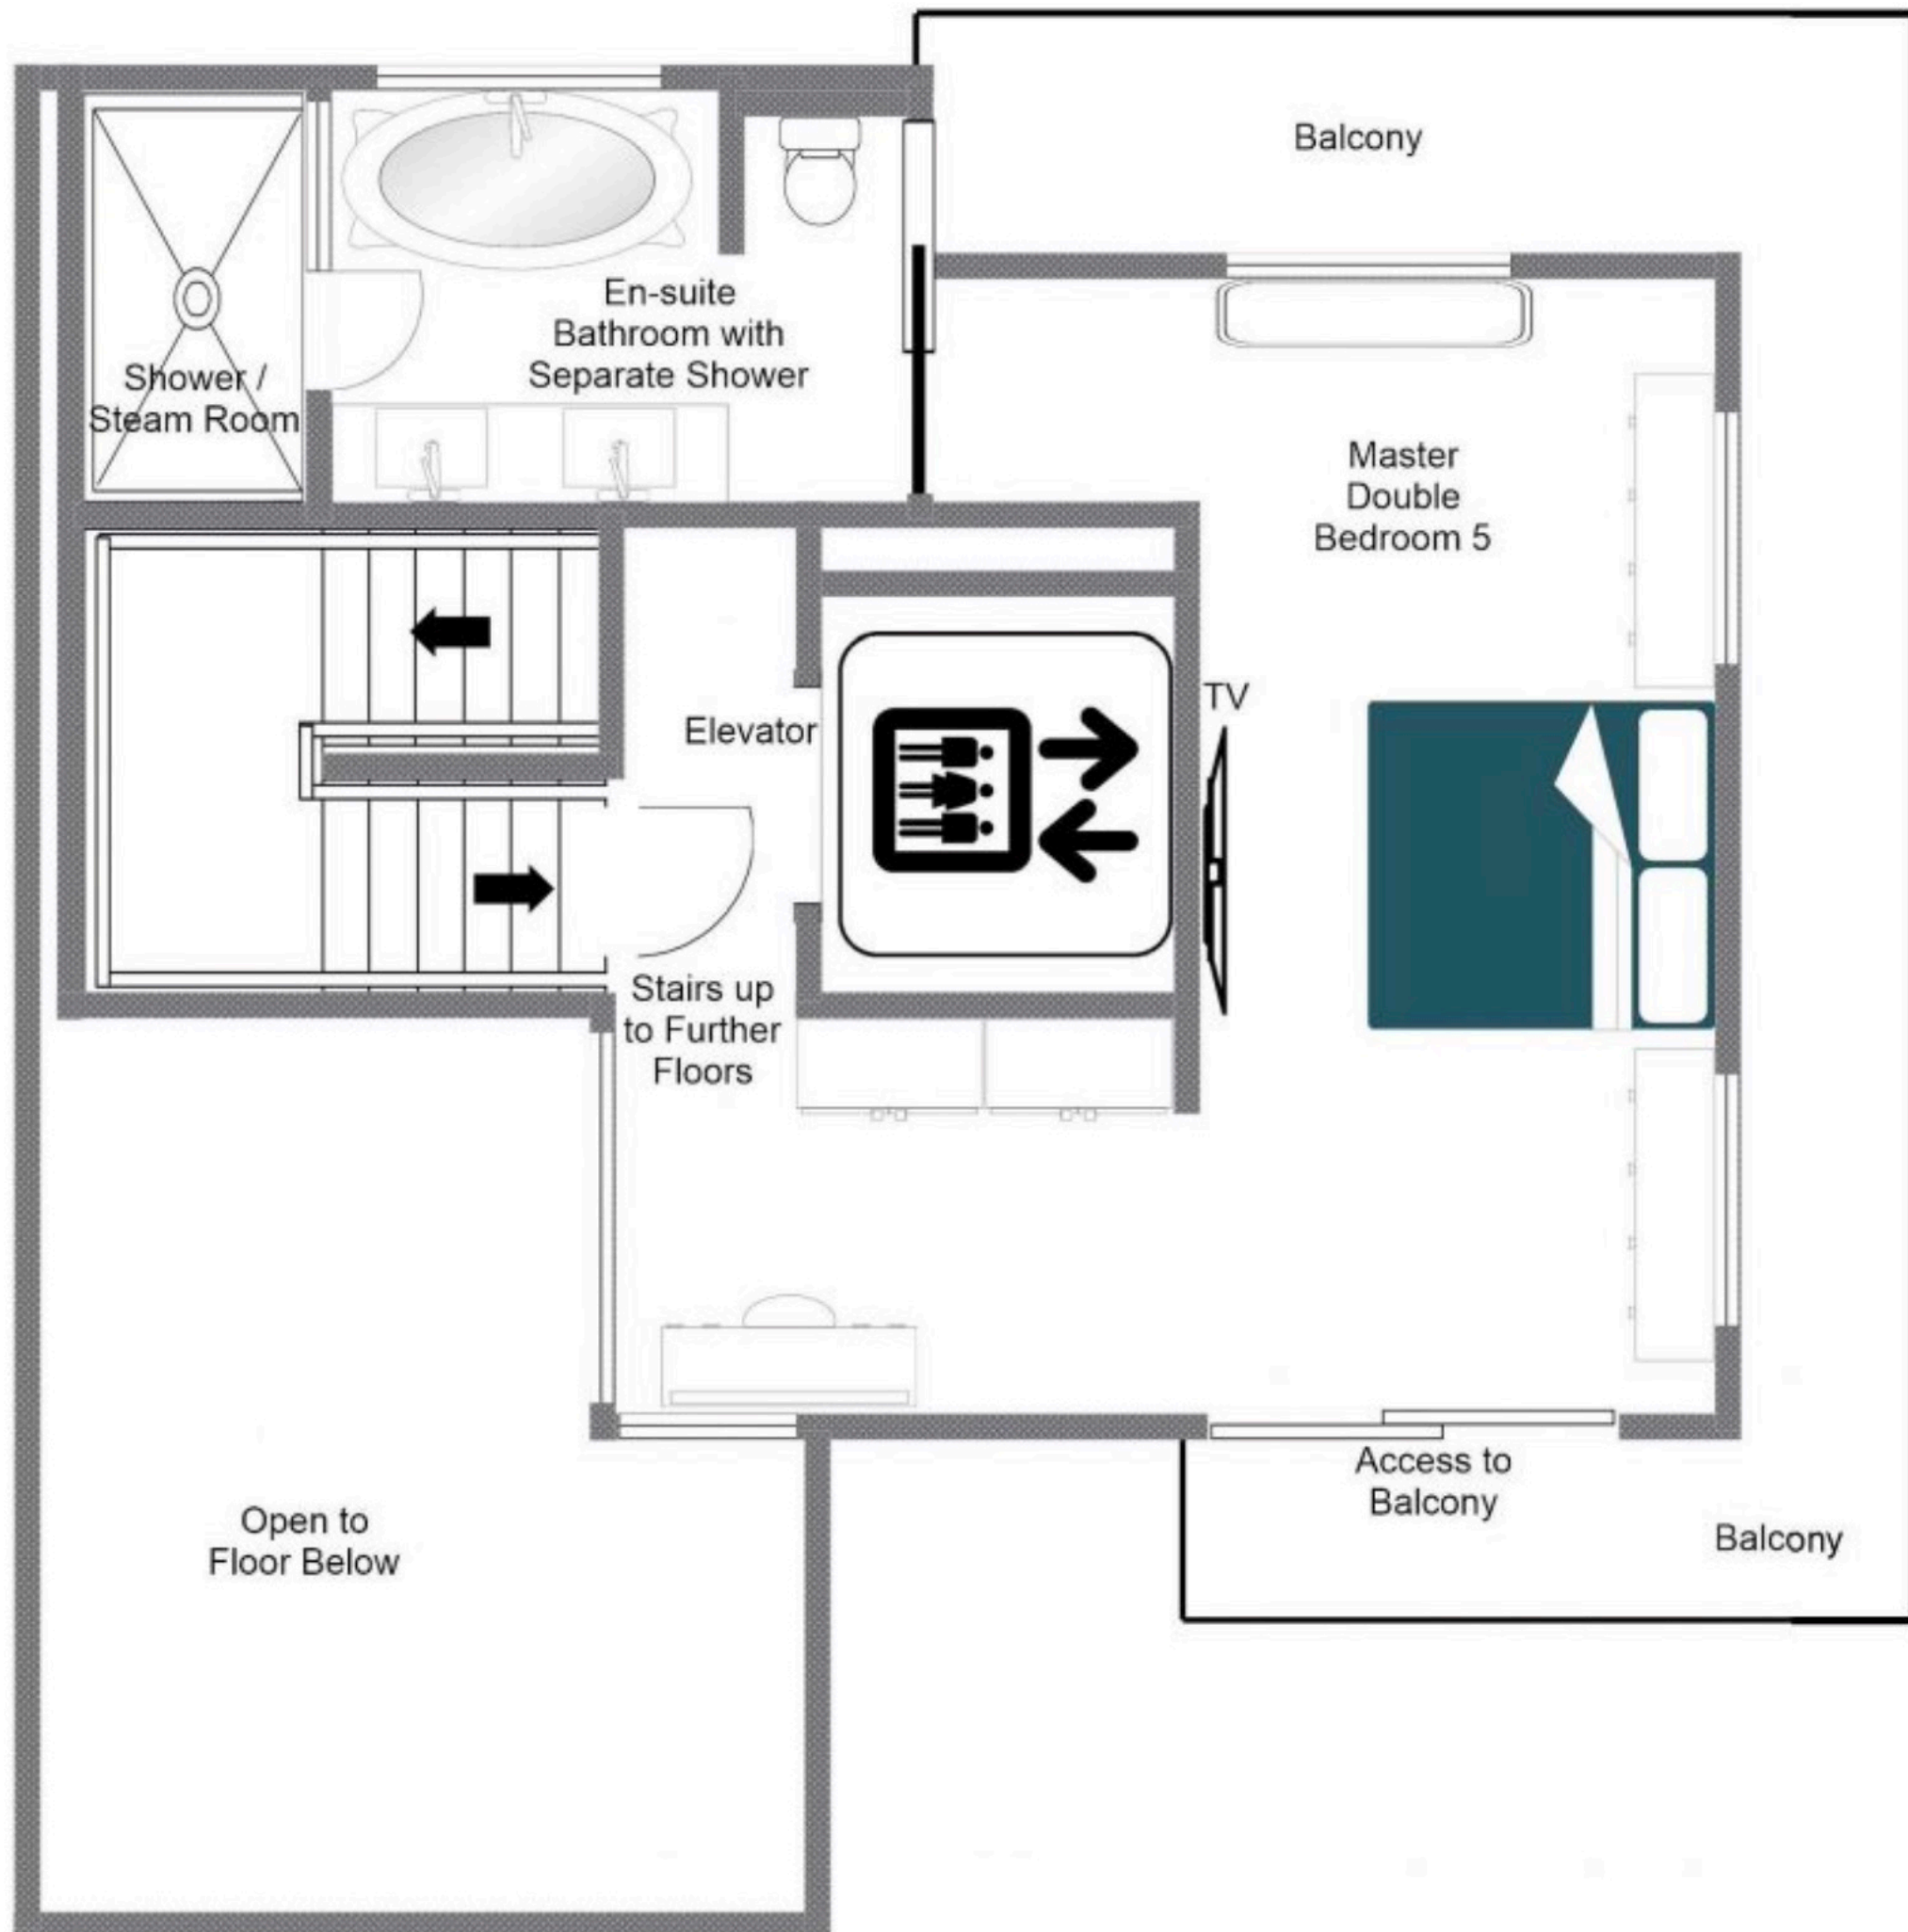 Balcony
En-suite
Bathroom with
Separate Shower
Shower /
Steam Room
Master
Double
Bedroom 5
TV
Elevator
Stairs up
to Further
Floors
Access to
Balcony
Balcony
Open to
Floor Below